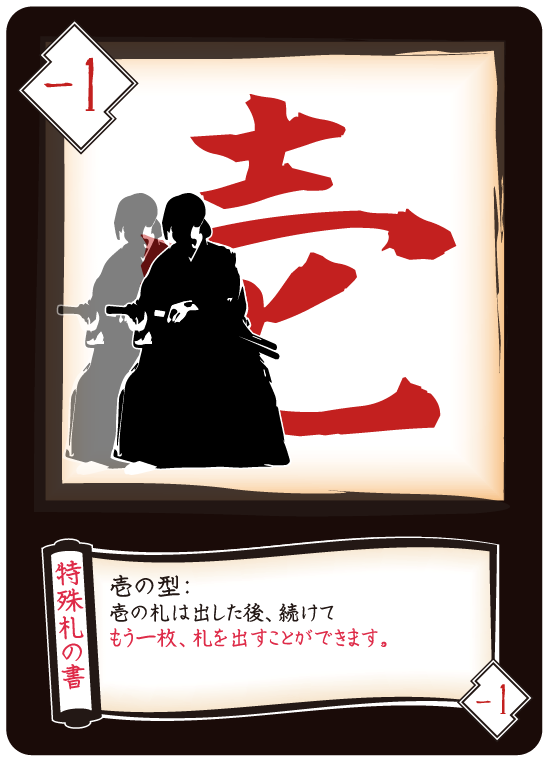 -1
壱
特殊札の書
壱の型:
壱の札は出した後、続けて
もう一枚、札を出すことができます。
-1